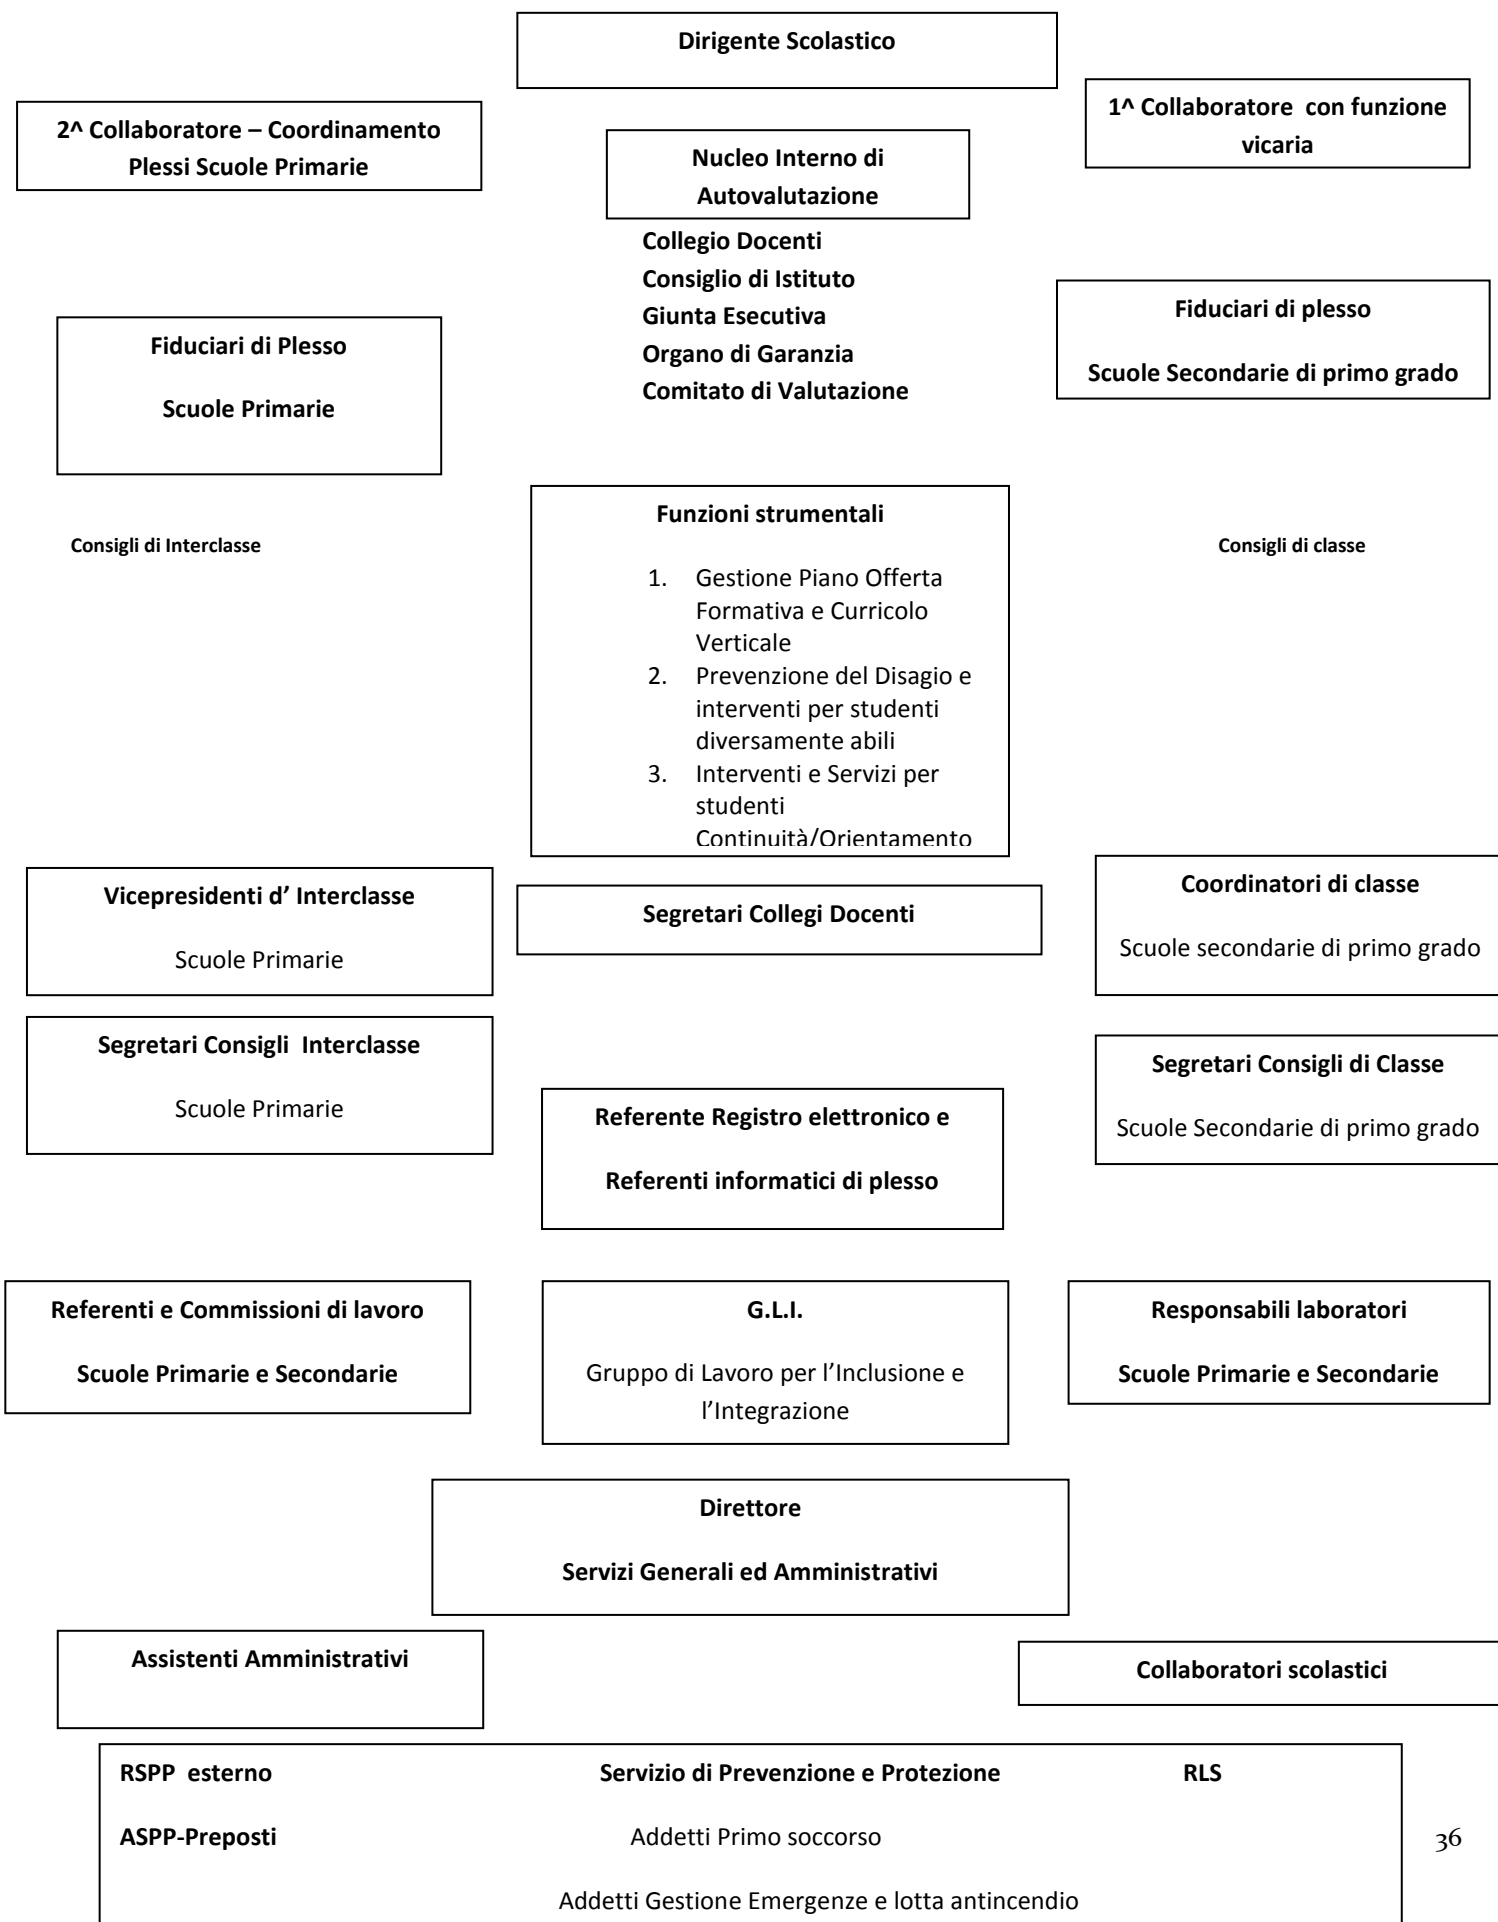 Dirigente Scolastico
2^ Collaboratore – Coordinamento
Plessi Scuole Primarie
1^ Collaboratore  con funzione
vicaria
Nucleo Interno di
Autovalutazione
Collegio Docenti
Consiglio di Istituto
Giunta Esecutiva
Organo di Garanzia
Comitato di Valutazione
Fiduciari di Plesso
Scuole Primarie
Fiduciari di plesso
Scuole Secondarie di primo grado
Consigli di Interclasse
Consigli di classe
Funzioni strumentali
1. Gestione Piano Offerta
Formativa e Curricolo
Verticale
2. Prevenzione del Disagio e
interventi per studenti
diversamente abili
3. Interventi e Servizi per
studenti
Continuità/Orientamento
Vicepresidenti d’ Interclasse
Scuole Primarie
Segretari Collegi Docenti
Coordinatori di classe
Scuole secondarie di primo grado
Segretari Consigli  Interclasse
Scuole Primarie
Segretari Consigli di Classe
Scuole Secondarie di primo grado
Referente Registro elettronico e
Referenti informatici di plesso
Referenti e Commissioni di lavoro
Scuole Primarie e Secondarie
G.L.I.
Gruppo di Lavoro per l’Inclusione e
l’Integrazione
Responsabili laboratori
Scuole Primarie e Secondarie
Direttore
Servizi Generali ed Amministrativi
Assistenti Amministrativi
Collaboratori scolastici
RSPP  esterno Servizio di Prevenzione e Protezione RLS
ASPP-Preposti Addetti Primo soccorso
Addetti Gestione Emergenze e lotta antincendio
36